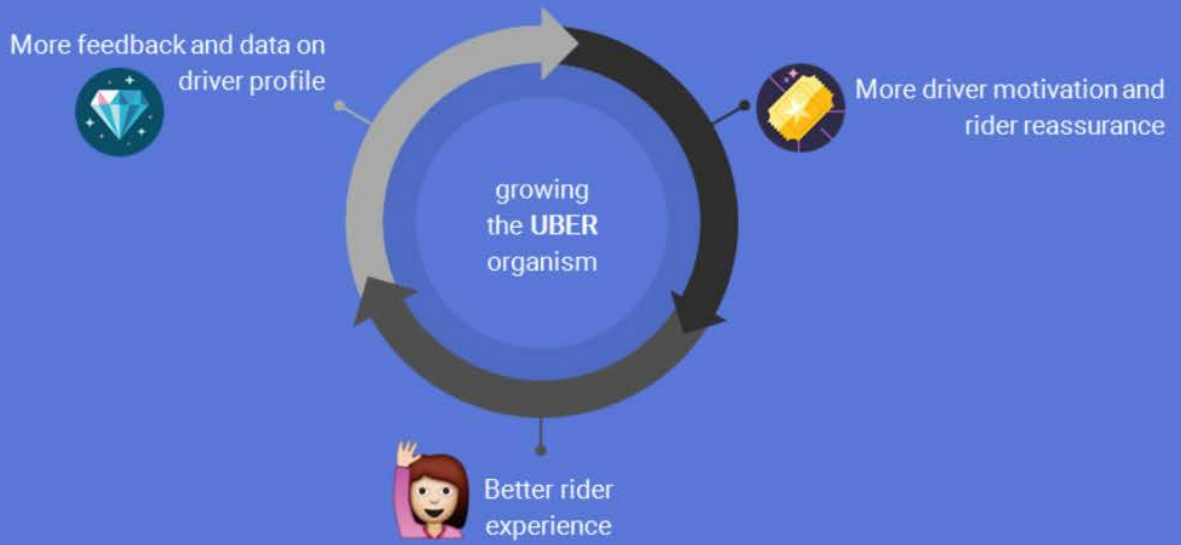 More feedback and data on
driver profile
More driver motivation and
rider reassurance
growing
the UBER
organism
Better rider
experience